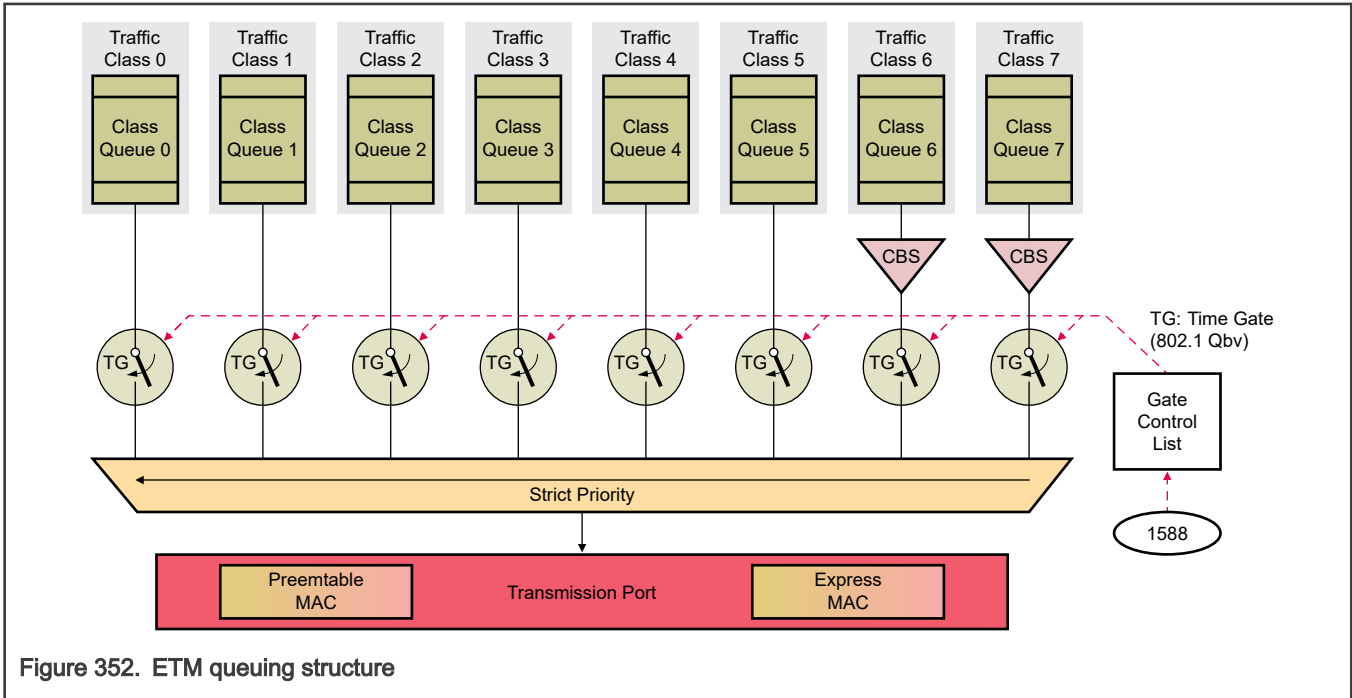 Traffic
Class 0
Traffic
Class 1
Traffic
Class 2
Traffic
Class 3
Traffic
Class 4
Traffic
Class 5
Traffic
Class 6
Traffic
Class 7
Class
Queue 0
Class
Queue 1
Class
Queue 2
Class
Queue 3
Class
Queue 4
Class
Queue 5
Class
Queue 6
Class
Queue 7
CBS
CBS
TG: Time Gate
(802.1 Qbv)
TG
TG
TG
TG
TG
TG
TG
TG
Gate
Control
List
Strict Priority
1588
Preemtable
MAC
Transmission Port
Express
MAC
Figure 352. ETM queuing structure